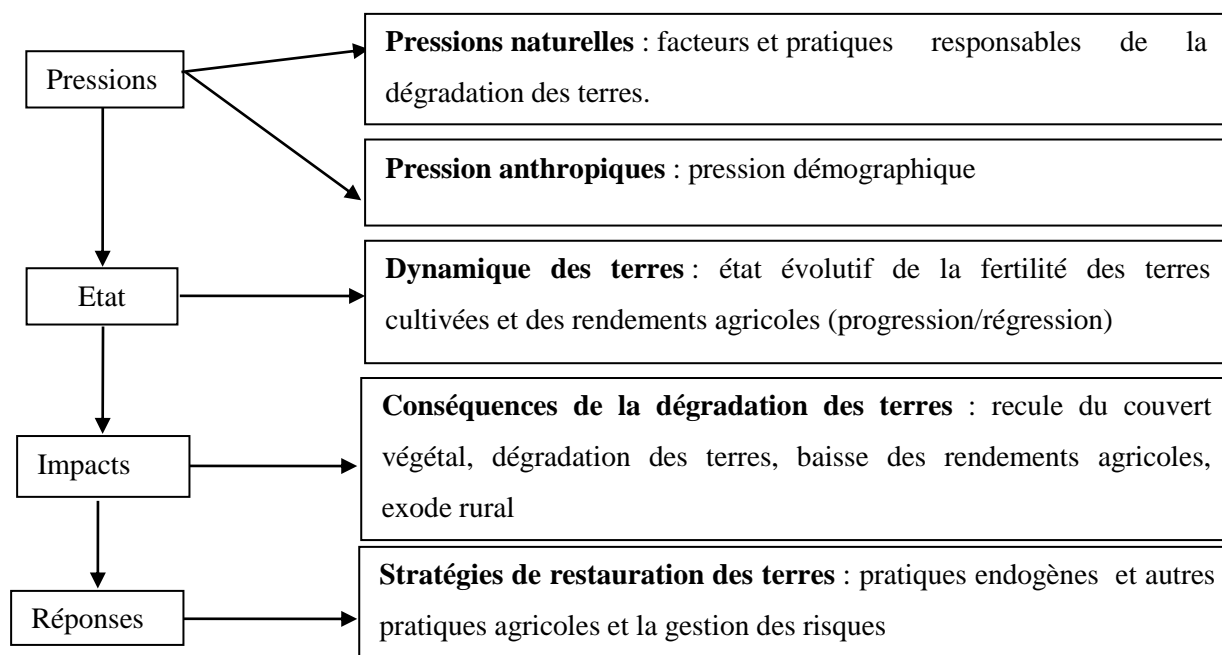 Pressions
Pressions naturelles : facteurs et pratiques responsables de la
dégradation des terres.
Pression anthropiques : pression démographique
Etat
Dynamique des terres : état évolutif de la fertilité des terres
cultivées et des rendements agricoles (progression/régression)
Impacts
Conséquences de la dégradation des terres : recule du couvert
végétal, dégradation des terres, baisse des rendements agricoles,
exode rural
Réponses
Stratégies de restauration des terres : pratiques endogènes et autres
pratiques agricoles et la gestion des risques